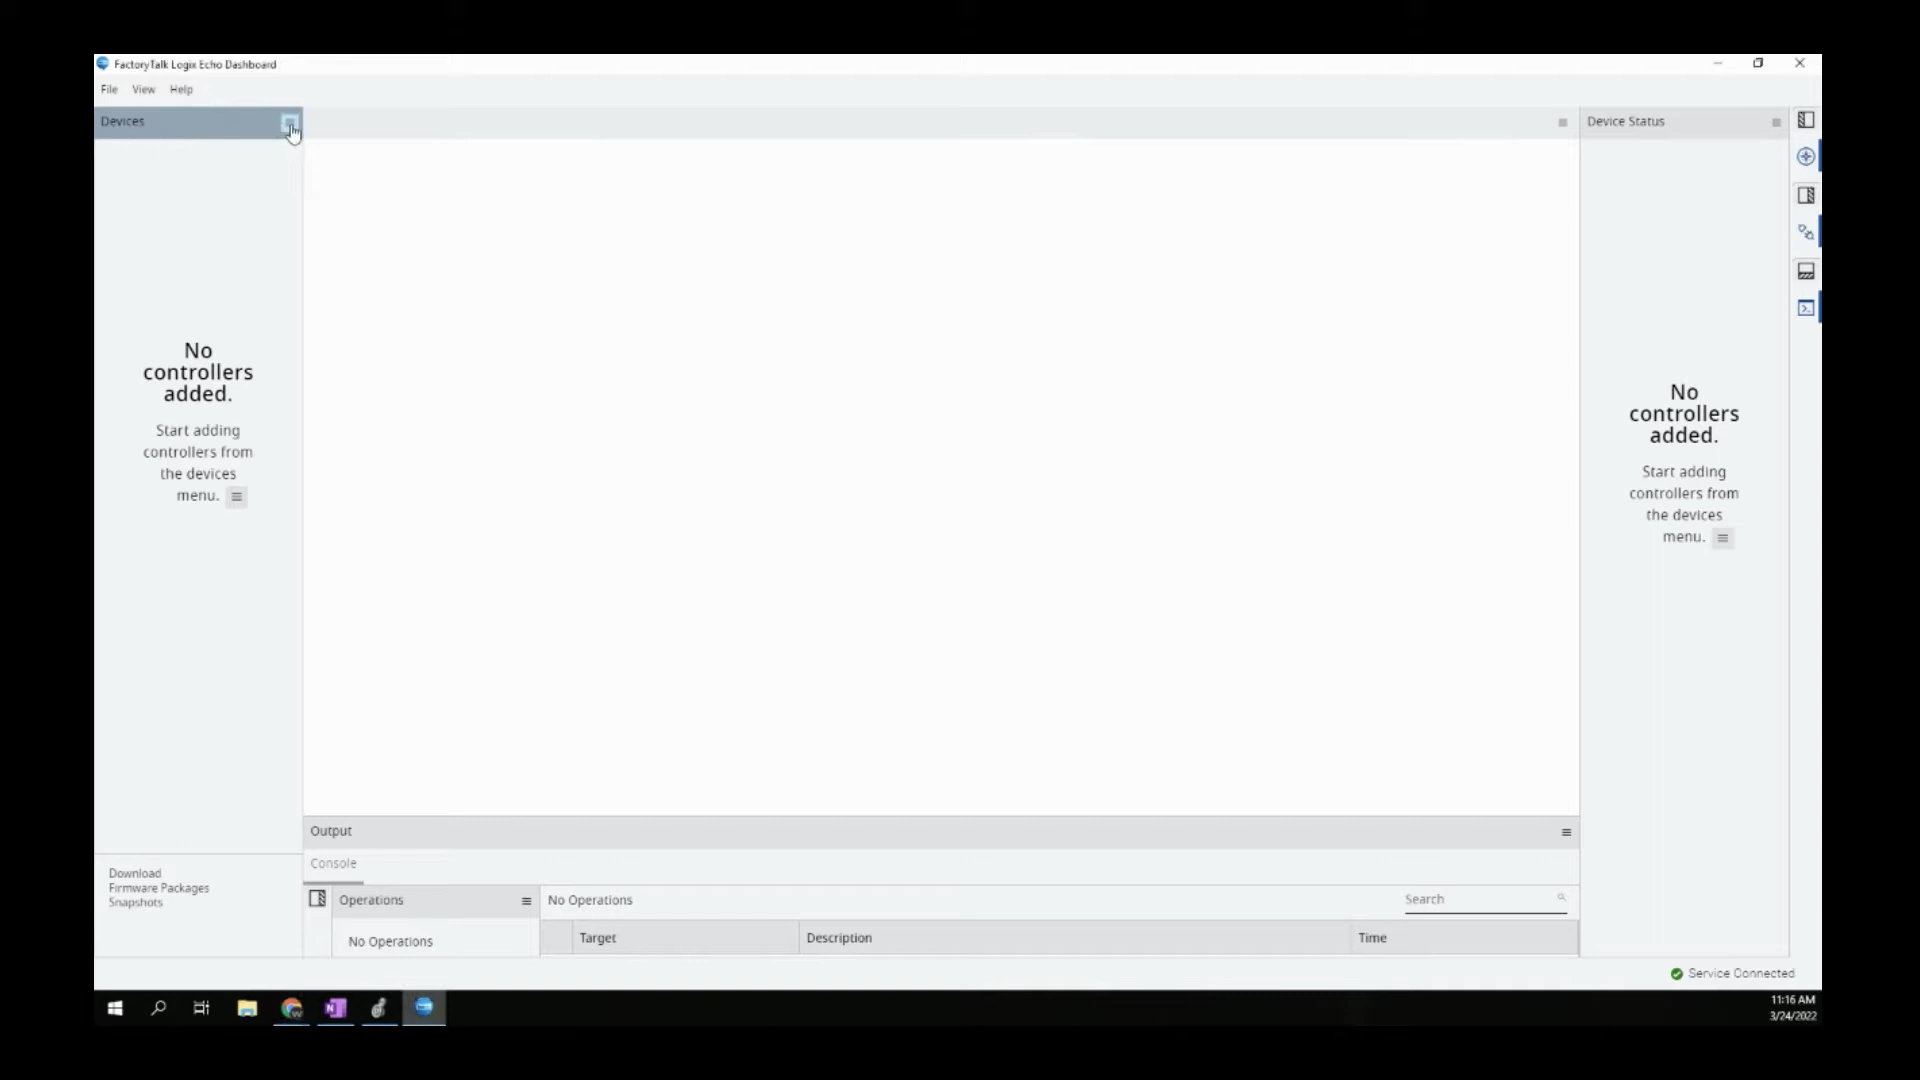 FactoryTalk Logix Echo Dashboard
File View Help
Devices
Device Status
No
controllers
added.
Start adding
controllers from
the devices
menu.
No
controllers
added.
Start adding
controllers from
the devices
menu.
Output
Console
Download
Firmware Packages
Snapshots
Operations
No Operations
Search
No Operations
Target
Description
Time
Service Connected
11:16 AM
3/24/2022